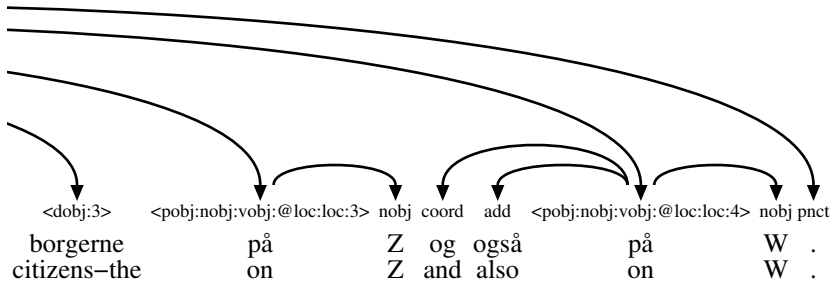 <dobj:3> <pobj:nobj:vobj:@loc:loc:3> nobj coord add <pobj:nobj:vobj:@loc:loc:4> nobj pnct
borgerne på Z og også på W .
citizens−the on Z and also on W .